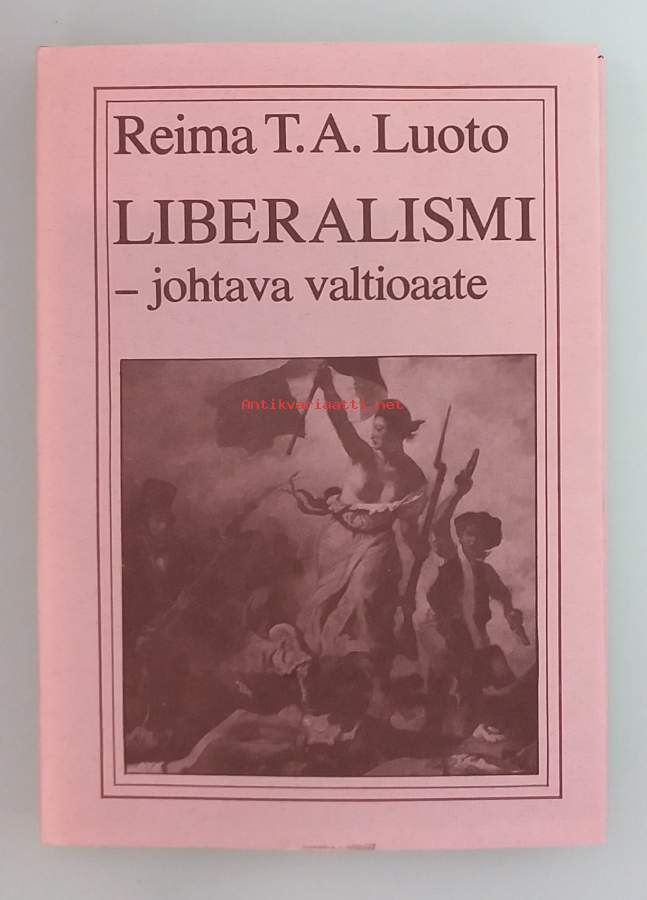 Reima T. A. Luoto
LIBERALISMI
– johtava valtioaate
Antikvariaatti.net